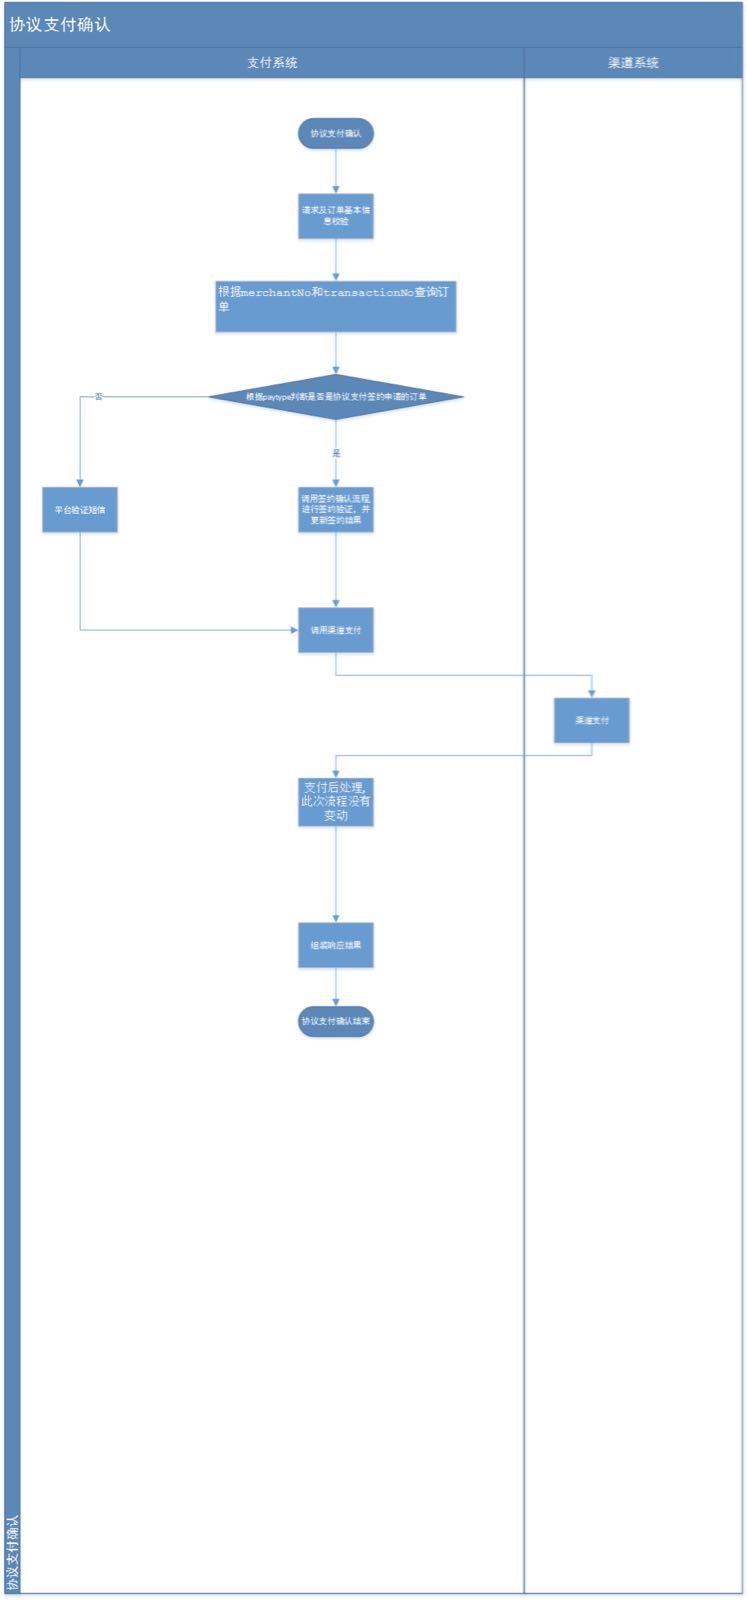 协议支付确认
支付系统
渠道系统
协议支付确认
请求及订单基本信
息校验
根据merchantNo和transactionNo查询订
单
根据paytype判断是否是协议支付签约申请的订单
否
是
平台验证短信
调用签约确认流程,
进行签约验证，并
更新签约结果
调用渠道支付
渠道支付
支付后处理,
此次流程没有
变动
组装响应结果
协议支付确认结束
协议支付确认